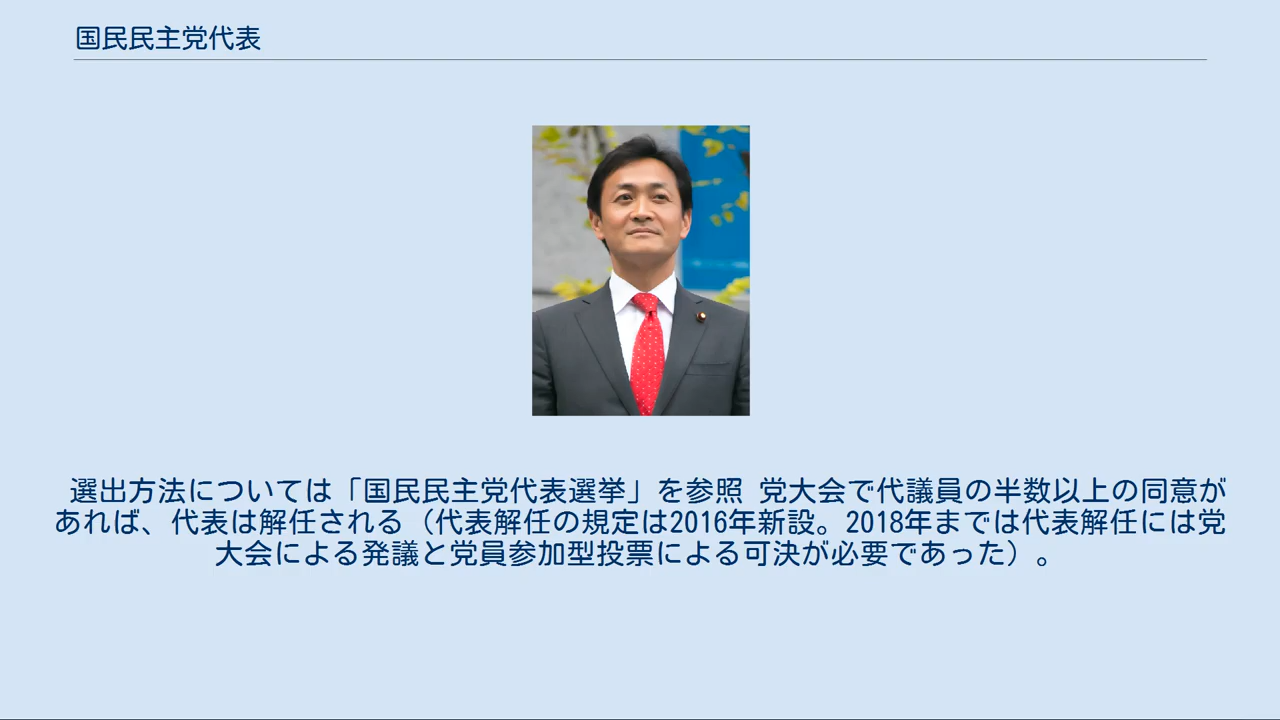 国民民主党代表
選出方法については「国民民主党代表選挙」を参照 党大会で代議員の半数以上の同意が
あれば、代表は解任される（代表解任の規定は2016年新設。2018年までは代表解任には党
大会による発議と党員参加型投票による可決が必要であった）。